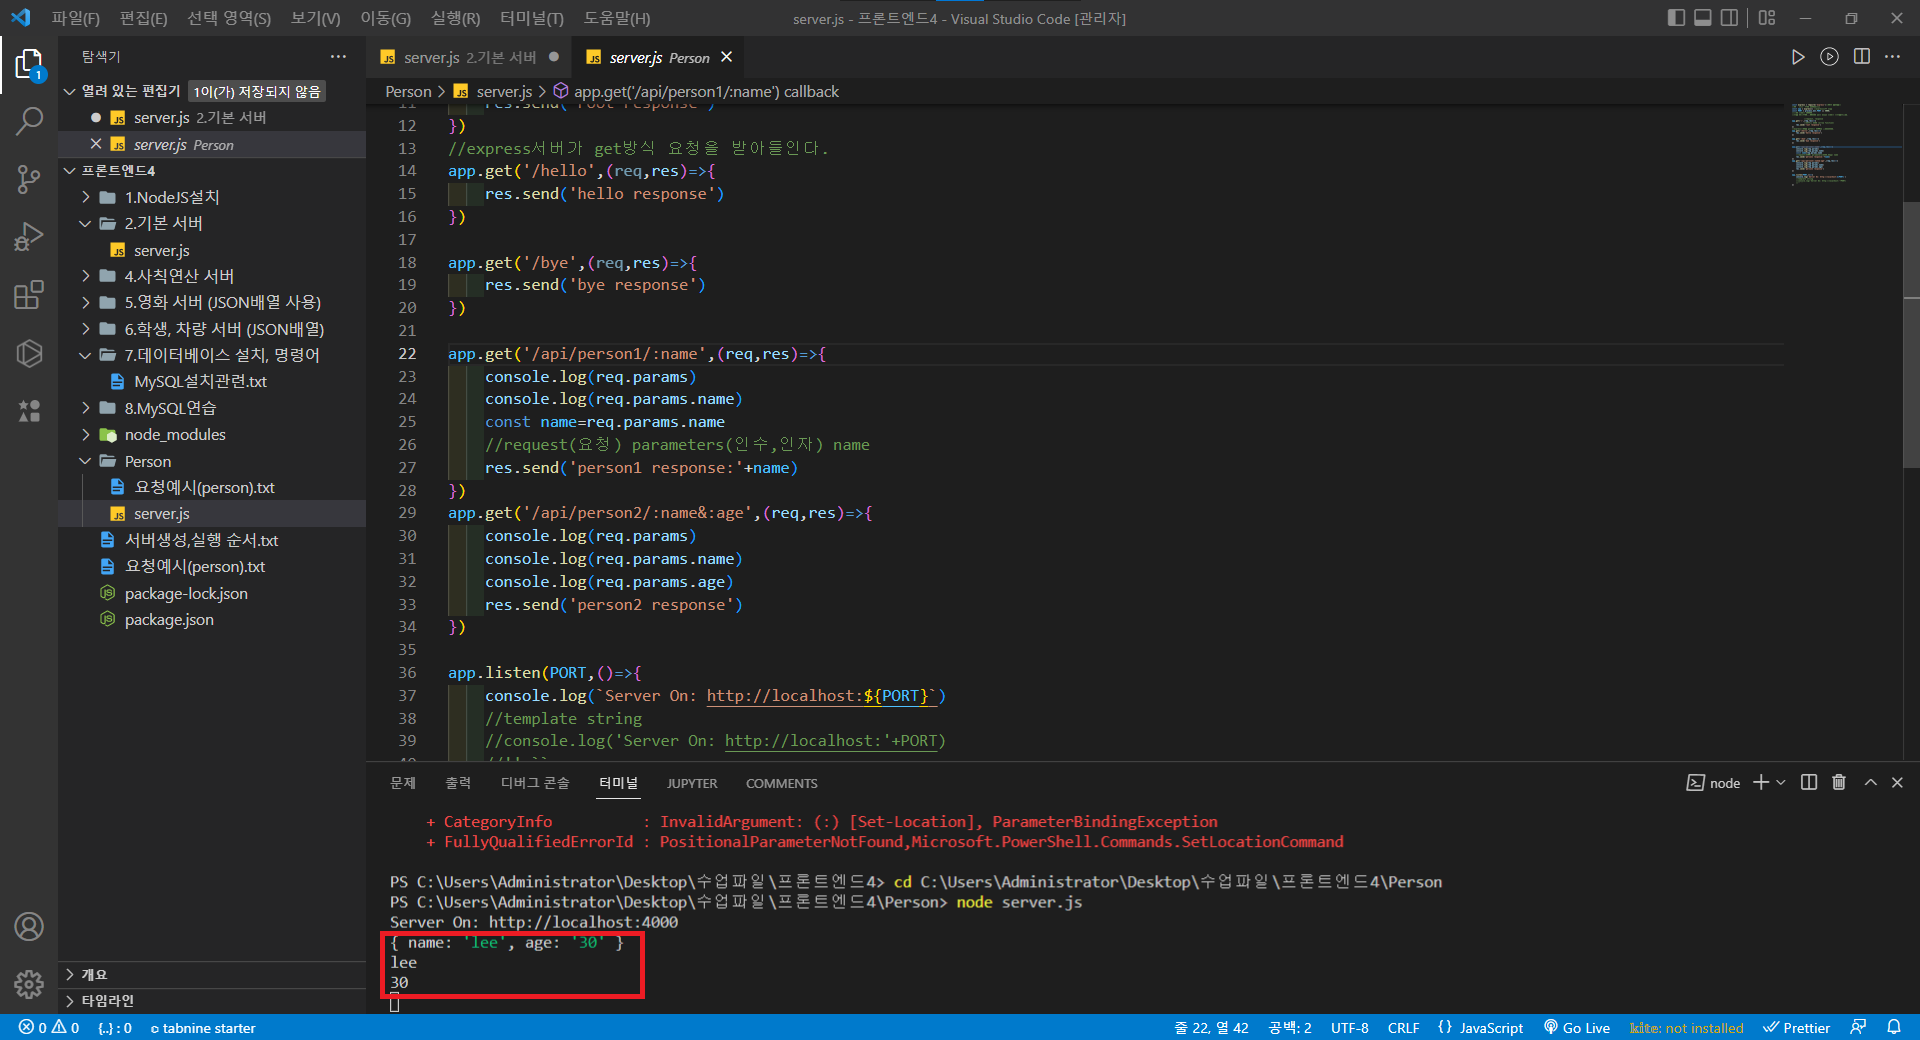 파일(F) 편집(E) 선택 영역(S) 보기(V) 이동(G) 실행(R) 터미널(T) 도움말(H)
server.js - 프론트엔드4 - Visual Studio Code [관리자]
탐색기
열려 있는 편집기 1이(가) 저장되지 않음
server.js 2.기본 서버
server.js Person
프론트엔드4
1.NodeJS설치
2.기본 서버
server.js
4.사칙연산 서버
5.영화 서버 (JSON배열 사용)
6.학생, 차량 서버 (JSON배열)
7.데이터베이스 설치, 명령어
MySQL설치관련.txt
8.MySQL연습
node_modules
Person
요청예시(person).txt
server.js
서버생성,실행 순서.txt
요청예시(person).txt
package-lock.json
package.json
개요
타임라인
server.js 2.기본 서버
server.js Person
Person > server.js > app.get('/api/person1/:name') callback
11 res.send('root response')
12 })
13 //express서버가 get방식 요청을 받아들인다.
14 app.get('/hello',(req,res)=>{
15 res.send('hello response')
16 })
17
18 app.get('/bye',(req,res)=>{
19 res.send('bye response')
20 })
21
22 app.get('/api/person1/:name',(req,res)=>{
23 console.log(req.params)
24 console.log(req.params.name)
25 const name=req.params.name
26 //request(요청) parameters(인수,인자) name
27 res.send('person1 response:'+name)
28 })
29 app.get('/api/person2/:name&:age',(req,res)=>{
30 console.log(req.params)
31 console.log(req.params.name)
32 console.log(req.params.age)
33 res.send('person2 response')
34 })
35
36 app.listen(PORT,()=>{
37 console.log(`Server On: http://localhost:${PORT}`)
38 //template string
39 //console.log('Server On: http://localhost:'+PORT)
문제 출력 디버그 콘솔 터미널 JUPYTER COMMENTS
node
+ CategoryInfo : InvalidArgument: (:) [Set-Location], ParameterBindingException
+ FullyQualifiedErrorId : PositionalParameterNotFound,Microsoft.PowerShell.Commands.SetLocationCommand
PS C:\Users\Administrator\Desktop\수업파일\프론트엔드4> cd C:\Users\Administrator\Desktop\수업파일\프론트엔드4\Person
PS C:\Users\Administrator\Desktop\수업파일\프론트엔드4\Person> node server.js
Server On: http://localhost:4000
{ name: 'lee', age: '30' }
lee
30
0 0 {..} : 0 tabnine starter
줄 22, 열 42 공백: 2 UTF-8 CRLF {} JavaScript Go Live kite: not installed Prettier